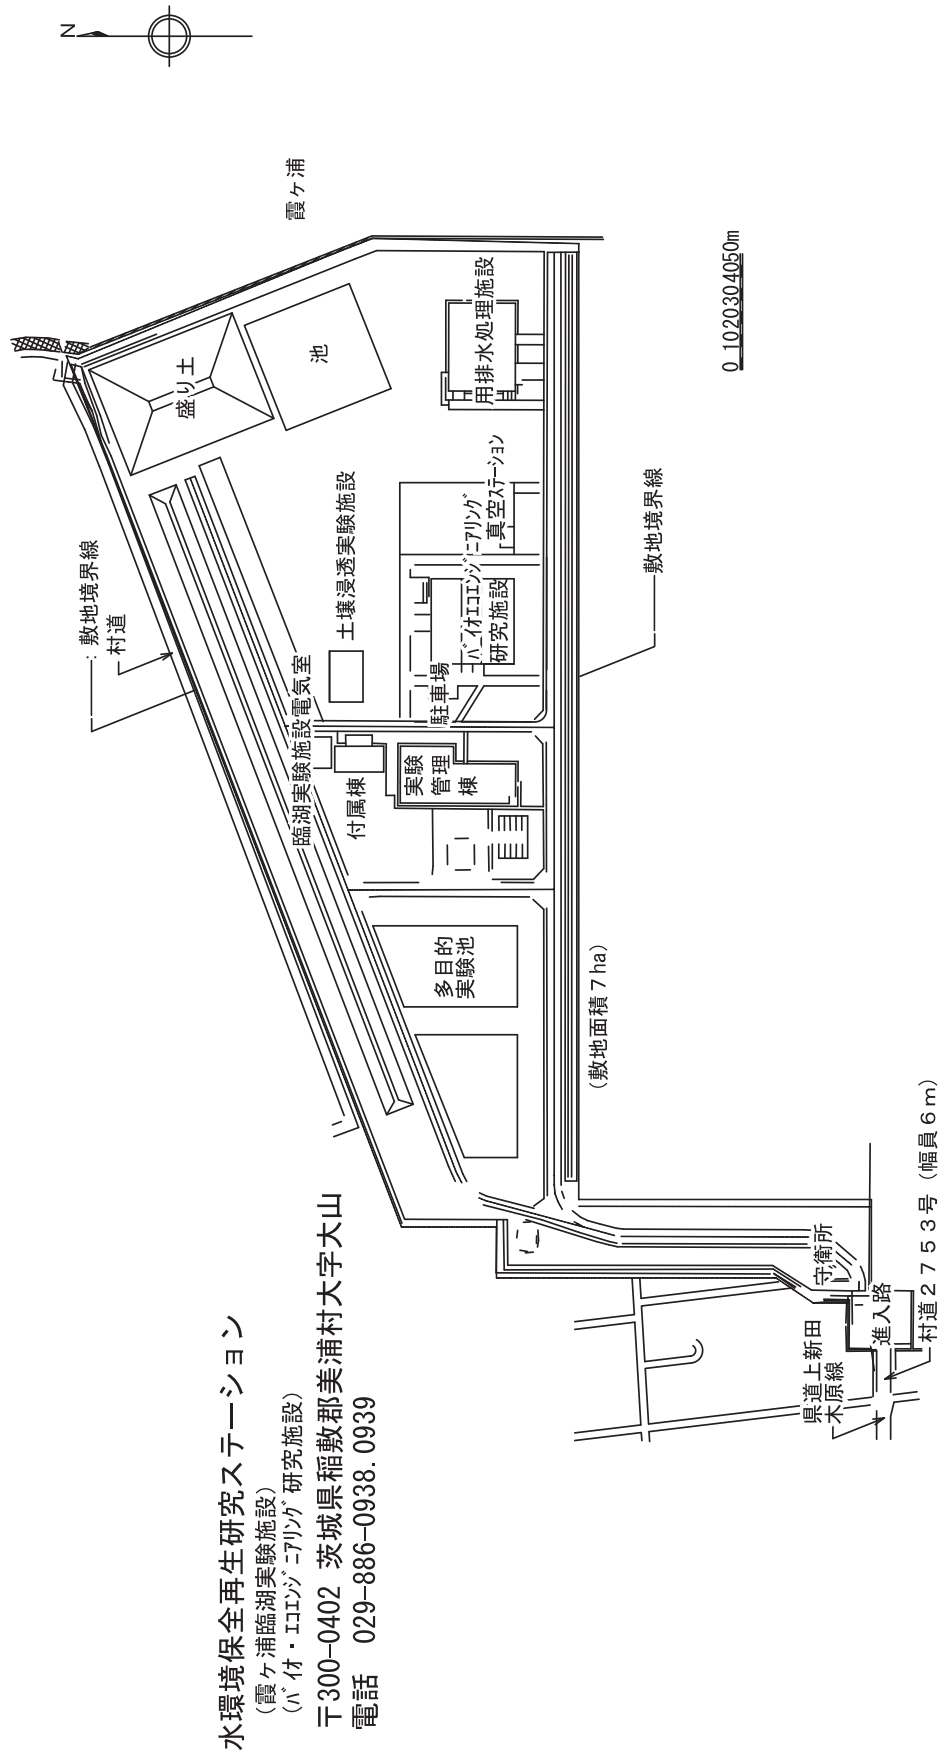 水環境保全再生研究ステーション
(霞ヶ浦臨湖実験施設)
(バイオ・エコエンジニアリング研究施設)
〒300-0402 茨城県稲敷郡美浦村大字大山
電話 029-886-0938.0939
N
霞ヶ浦
:敷地境界線
村道
盛り土
池
土壌浸透実験施設
用排水処理施設
バイオエコエンジニアリング
研究施設
真空ステーション
駐車場
臨湖実験施設電気室
付属棟
実験
管理
棟
多目的
実験池
敷地境界線
(敷地面積7ha)
0 1020304050m
守衛所
進入路
県道上新田
木原線
村道2753号(幅員6m)